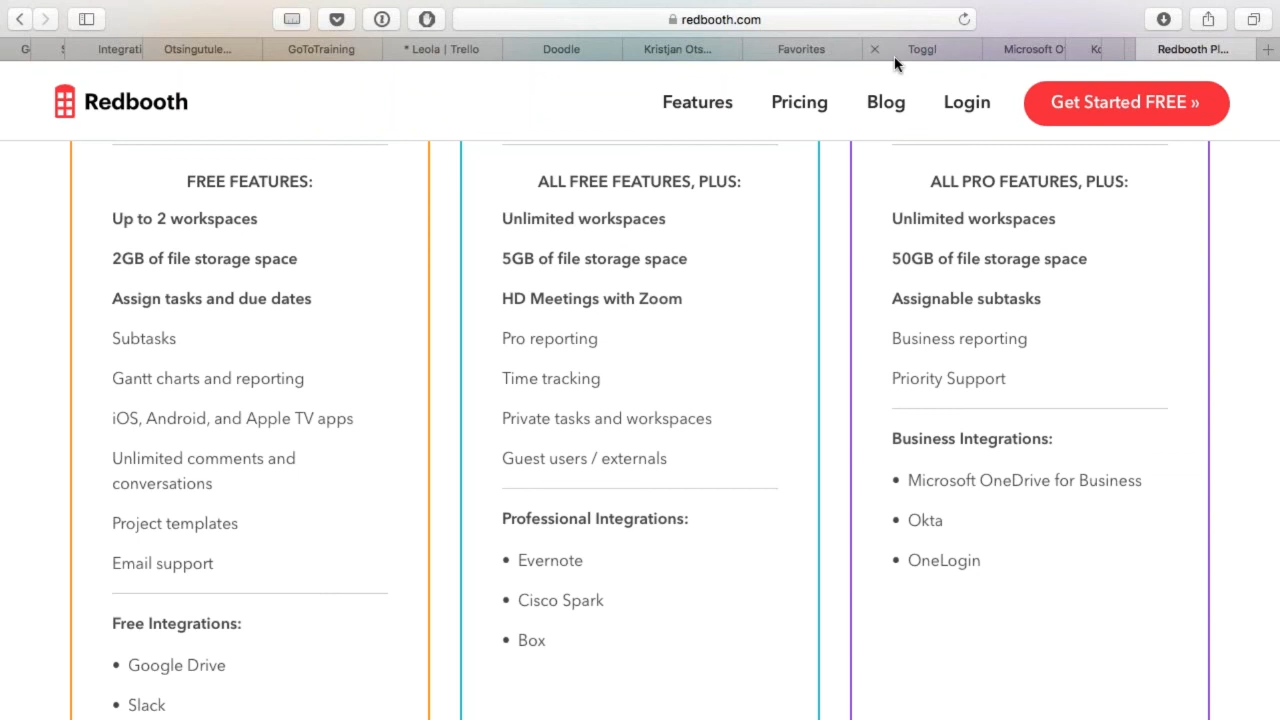 redbooth.com
G
Integrati
Otsingutule...
GoToTraining
* Leola | Trello
Doodle
Kristjan Ots...
Favorites
Toggl
Microsoft O
Redbooth Pl...
Redbooth
Features
Pricing
Blog
Login
Get Started FREE »
FREE FEATURES:
Up to 2 workspaces
2GB of file storage space
Assign tasks and due dates
Subtasks
Gantt charts and reporting
iOS, Android, and Apple TV apps
Unlimited comments and
conversations
Project templates
Email support
Free Integrations:
• Google Drive
• Slack
ALL FREE FEATURES, PLUS:
Unlimited workspaces
5GB of file storage space
HD Meetings with Zoom
Pro reporting
Time tracking
Private tasks and workspaces
Guest users / externals
Professional Integrations:
• Evernote
• Cisco Spark
• Box
ALL PRO FEATURES, PLUS:
Unlimited workspaces
50GB of file storage space
Assignable subtasks
Business reporting
Priority Support
Business Integrations:
• Microsoft OneDrive for Business
• Okta
• OneLogin